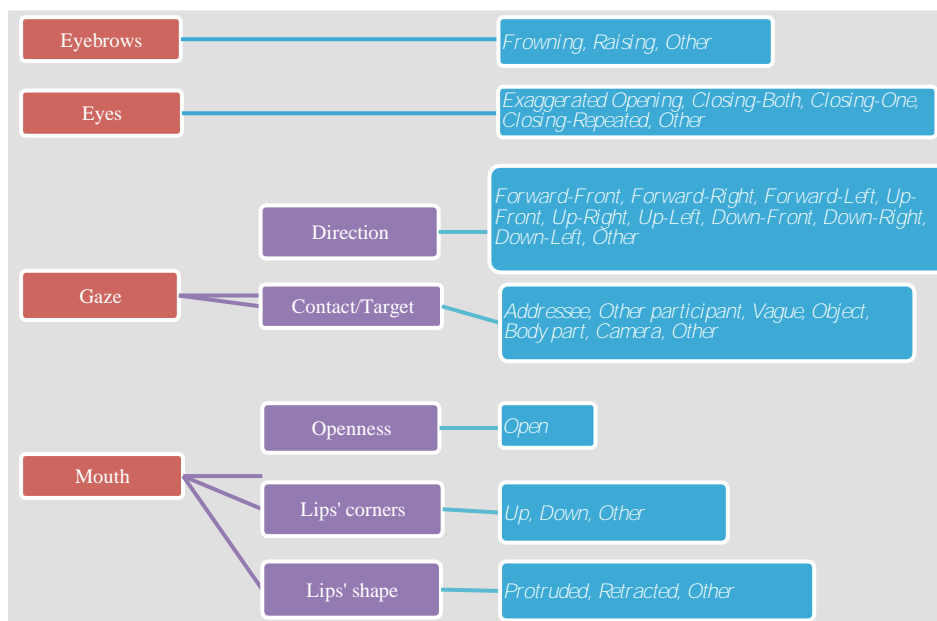 Eyebrows
Frowning, Raising, Other
Eyes
Exaggerated Opening, Closing-Both, Closing-One,
Closing-Repeated, Other
Direction
Forward-Front, Forward-Right, Forward-Left, Up-
Front, Up-Right, Up-Left, Down-Front, Down-Right,
Down-Left, Other
Gaze
Contact/Target
Addressee, Other participant, Vague, Object,
Body part, Camera, Other
Openness
Open
Mouth
Lips' corners
Up, Down, Other
Lips' shape
Protruded, Retracted, Other